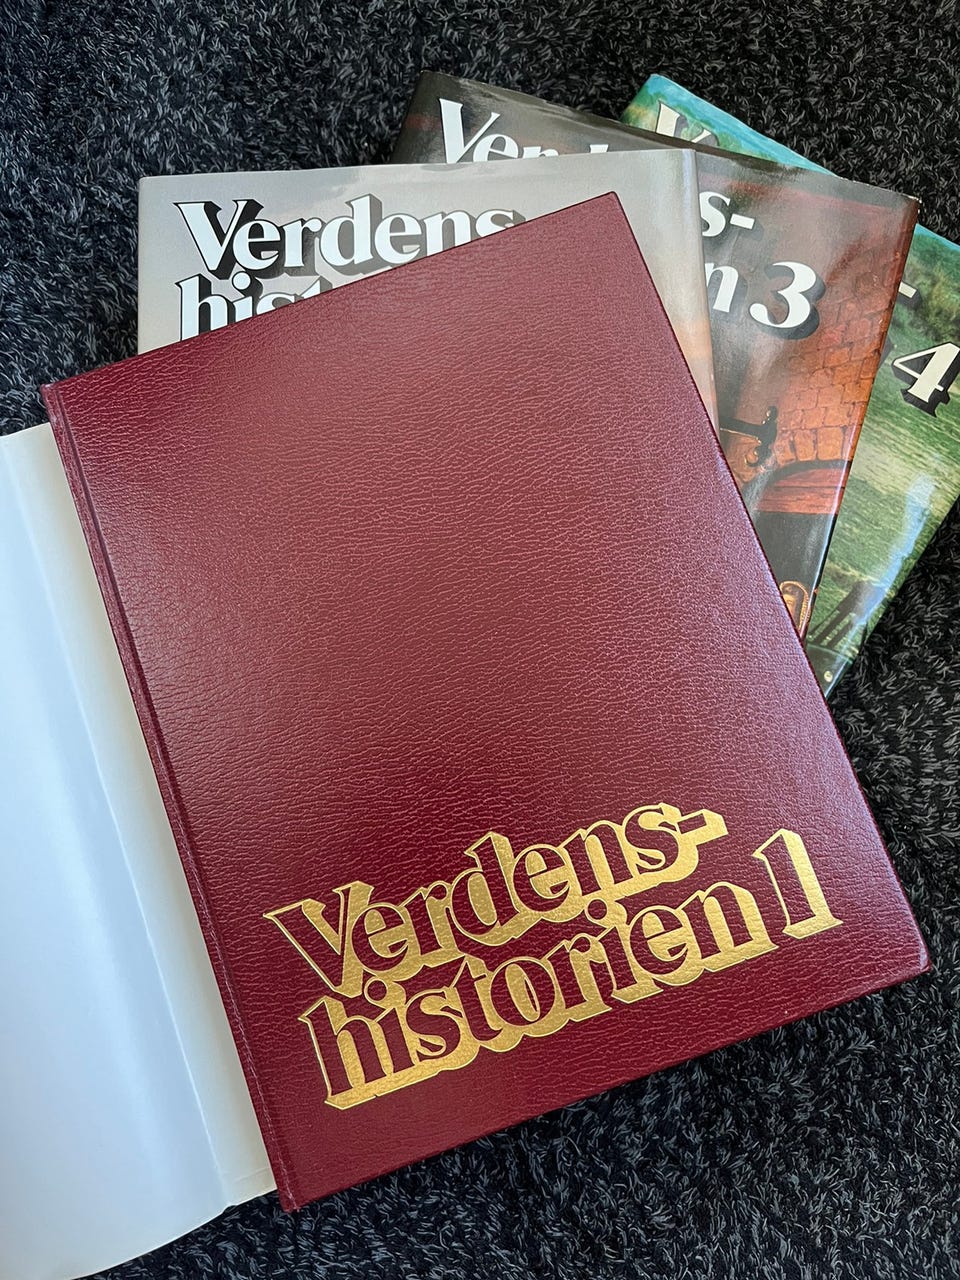 Verdens-
historien 1
Verdens
hist
Ver
s-
n 3
V
-
4